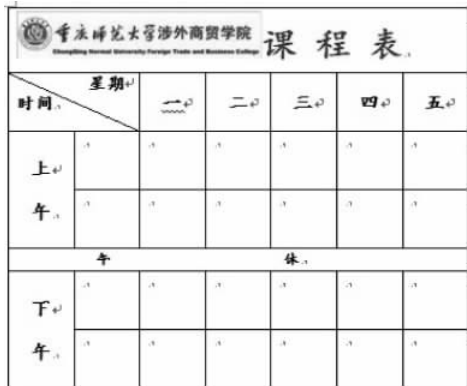 重庆师范大学涉外商贸学院 课程表
Chongqing Normal University Foreign Trade and Business College
星期
时间 一 二 三 四 五
上
午
午 休
下
午